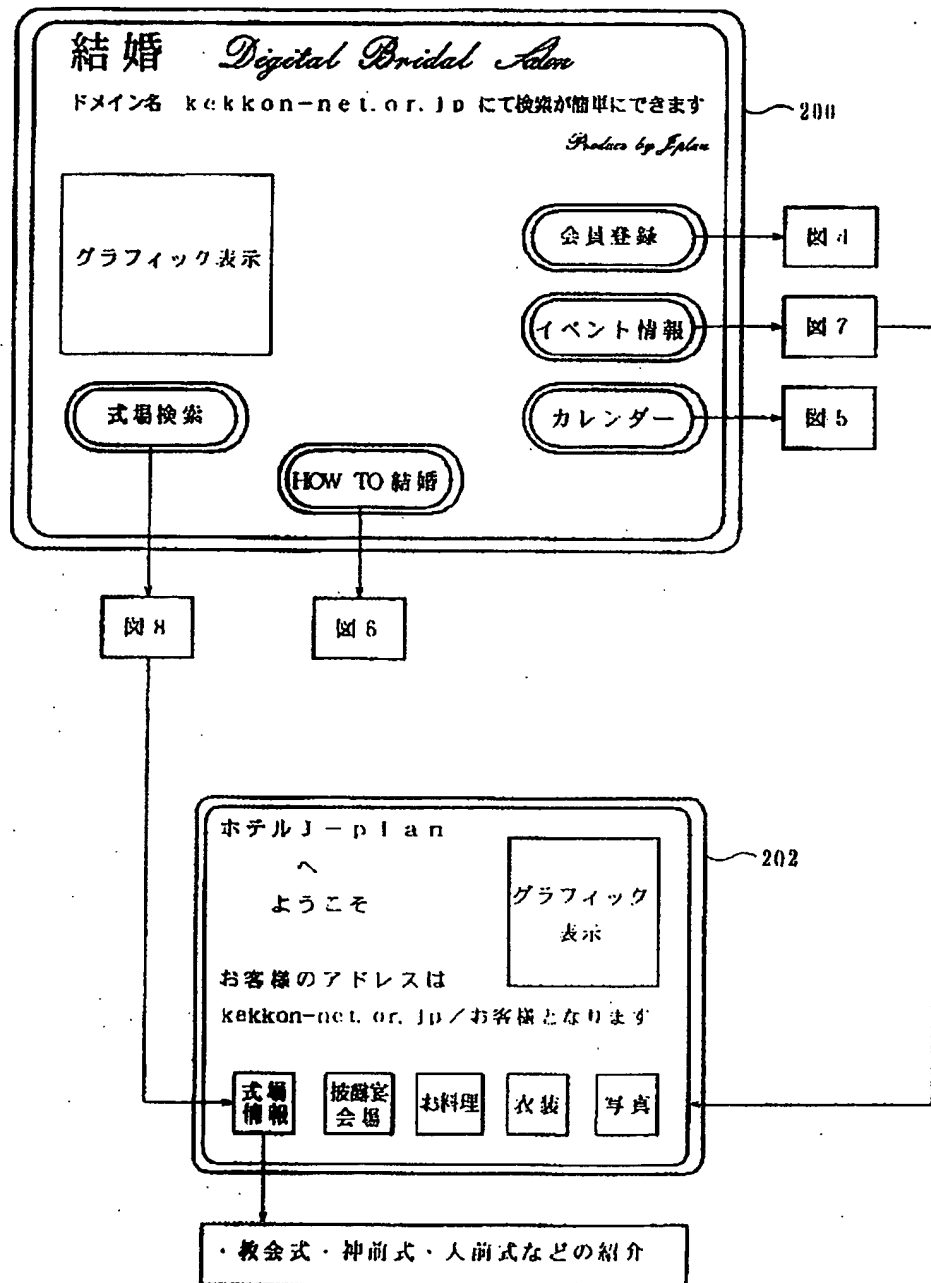 結婚 Digital Bridal Salon
ドメイン名 kekkon-net.or.jp にて検索が簡単にできます
200
Produce by J-plan
グラフィック表示
会員登録
図4
イベント情報
図7
式場検索
カレンダー
図5
HOW TO 結婚
図8
図6
ホテルJ-plan
へ
ようこそ
グラフィック
表示
202
お客様のアドレスは
kekkon-net.or.jp/お客様となります
式場
情報
披露宴
会場
お料理
衣装
写真
・教会式・神前式・人前式などの紹介